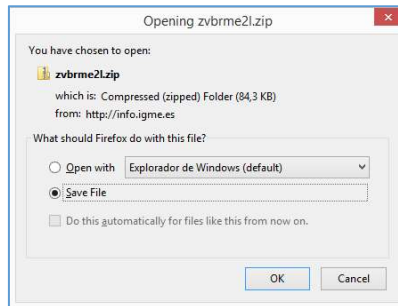 Opening zvbrme2l.zip
You have chosen to open:
zvbrme2l.zip
which is: Compressed (zipped) Folder (84,3 KB)
from: http://info.igme.es
What should Firefox do with this file?
Open with Explorador de Windows (default)
Save File
Do this automatically for files like this from now on.
OK Cancel